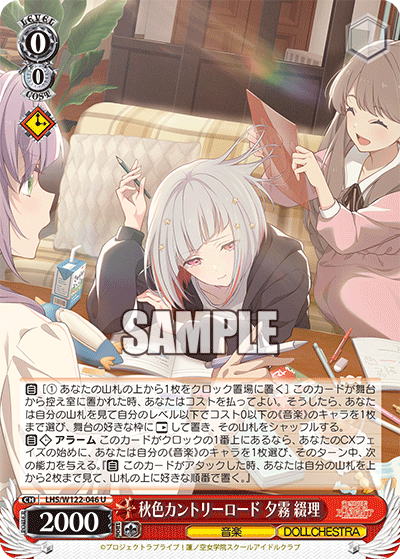 LEVEL
0
0
COST
SAMPLE
自 [① あなたの山札の上から1枚をクロック置場に置く] このカードが舞台
から控え室に置かれた時、あなたはコストを払ってよい。そうしたら、あなた
は自分の山札を見て自分のレベル以下でコスト0以下の《音楽》のキャラを1枚
まで選び、舞台の好きな枠に置き、その山札をシャッフルする。
自 アラーム このカードがクロックの1番上にあるなら、あなたのCXフェ
イズの始めに、あなたは自分の《音楽》のキャラを1枚選び、そのターン中、次
の能力を与える。『自 このカードがアタックした時、あなたは自分の山札を上
から2枚まで見て、山札の上に好きな順番で置く。』
LHS/W122-046 U
2000
秋色カントリーロード 夕霧 綴理
音楽
DOLLCHESTRA
©プロジェクトラブライブ!蓮ノ空女学院スクールアイドルクラブ